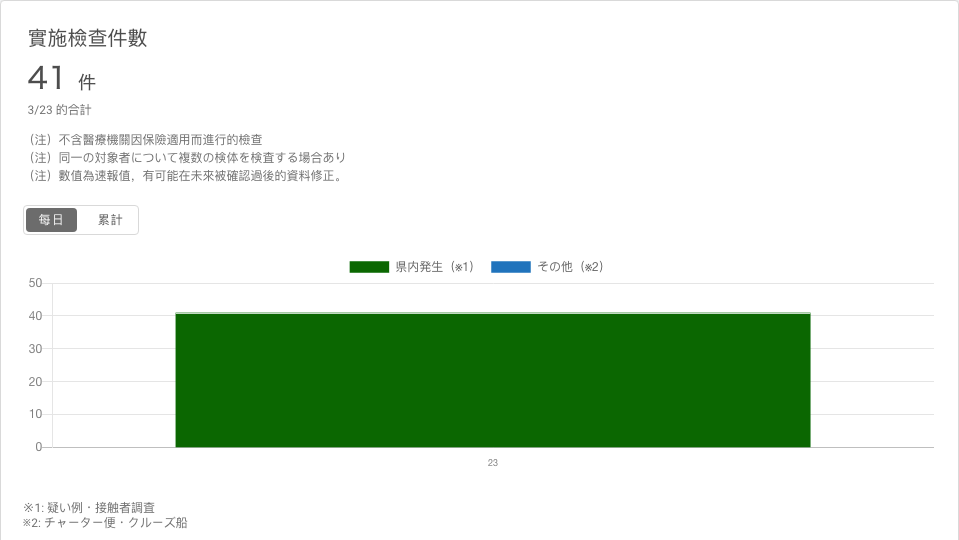 實施檢查件數
41 件
3/23 的合計
（注）不含醫療機關因保險適用而進行的檢查
（注）同一の対象者について複数の検体を検査する場合あり
（注）數值為速報值，有可能在未來被確認過後的資料修正。
每日 累計
県内発生（※1） その他（※2）
50
40
30
20
10
0
23
※1: 疑い例・接触者調査
※2: チャーター便・クルーズ船